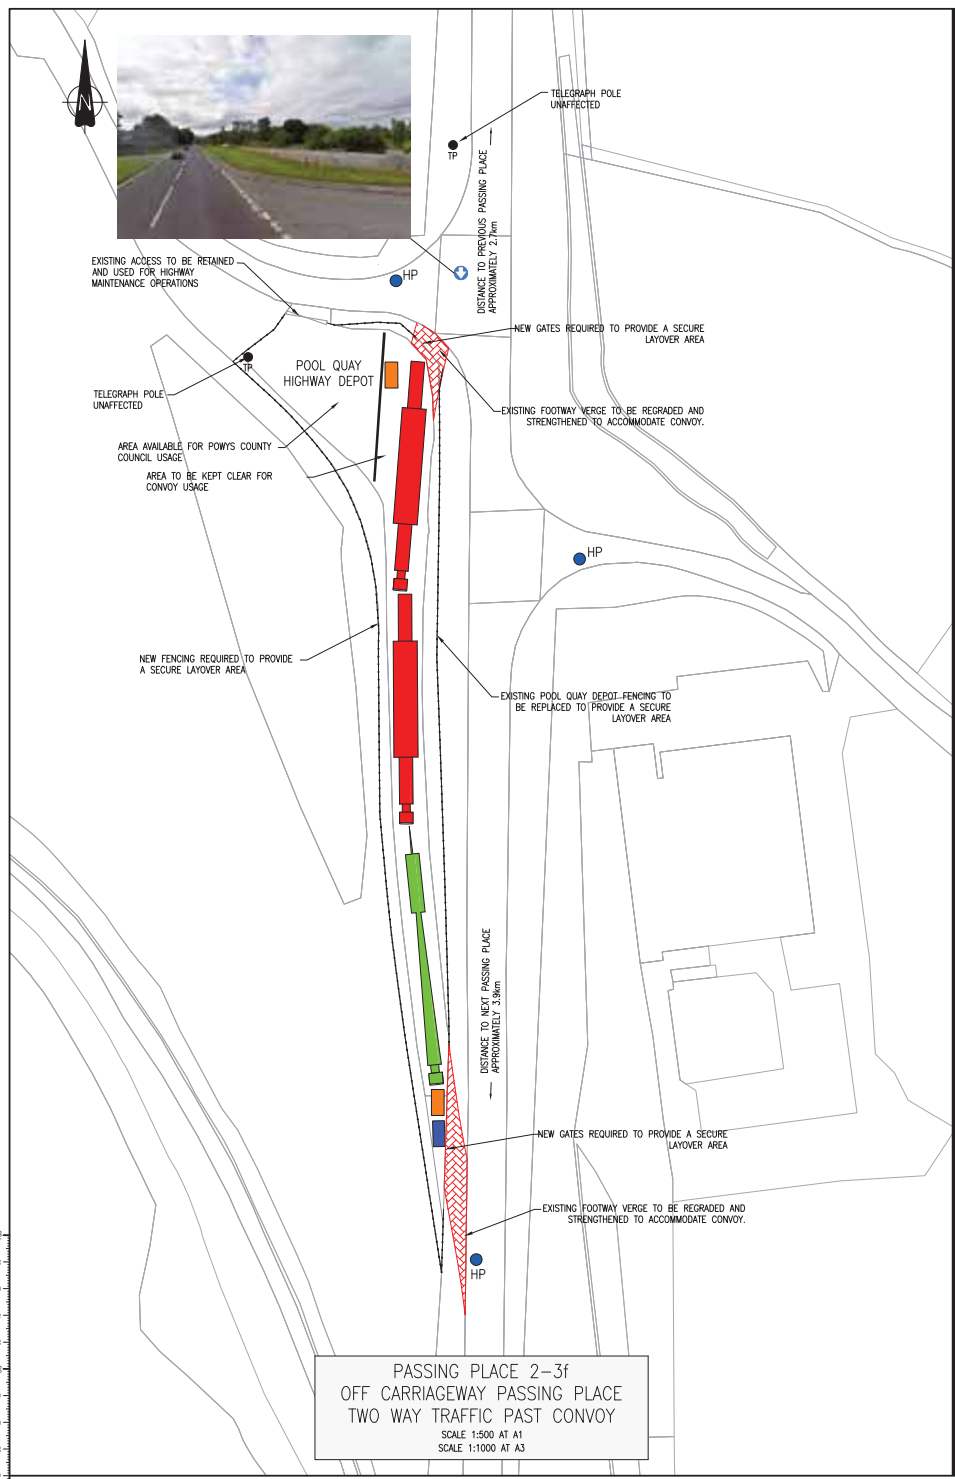 N
TELEGRAPH POLE
UNAFFECTED
TP
DISTANCE TO PREVIOUS PASSING PLACE
APPROXIMATELY 2.7km
EXISTING ACCESS TO BE RETAINED
AND USED FOR HIGHWAY
MAINTENANCE OPERATIONS
HP
NEW GATES REQUIRED TO PROVIDE A SECURE
LAYOVER AREA
TP
POOL QUAY
HIGHWAY DEPOT
TELEGRAPH POLE
UNAFFECTED
EXISTING FOOTWAY VERGE TO BE REGRADED AND
STRENGTHENED TO ACCOMMODATE CONVOY.
AREA AVAILABLE FOR POWYS COUNTY
COUNCIL USAGE
AREA TO BE KEPT CLEAR FOR
CONVOY USAGE
HP
NEW FENCING REQUIRED TO PROVIDE
A SECURE LAYOVER AREA
EXISTING POOL QUAY DEPOT FENCING TO
BE REPLACED TO PROVIDE A SECURE
LAYOVER AREA
DISTANCE TO NEXT PASSING PLACE
APPROXIMATELY 3.9km
NEW GATES REQUIRED TO PROVIDE A SECURE
LAYOVER AREA
EXISTING FOOTWAY VERGE TO BE REGRADED AND
STRENGTHENED TO ACCOMMODATE CONVOY.
HP
PASSING PLACE 2-3f
OFF CARRIAGEWAY PASSING PLACE
TWO WAY TRAFFIC PAST CONVOY
SCALE 1:500 AT A1
SCALE 1:1000 AT A3